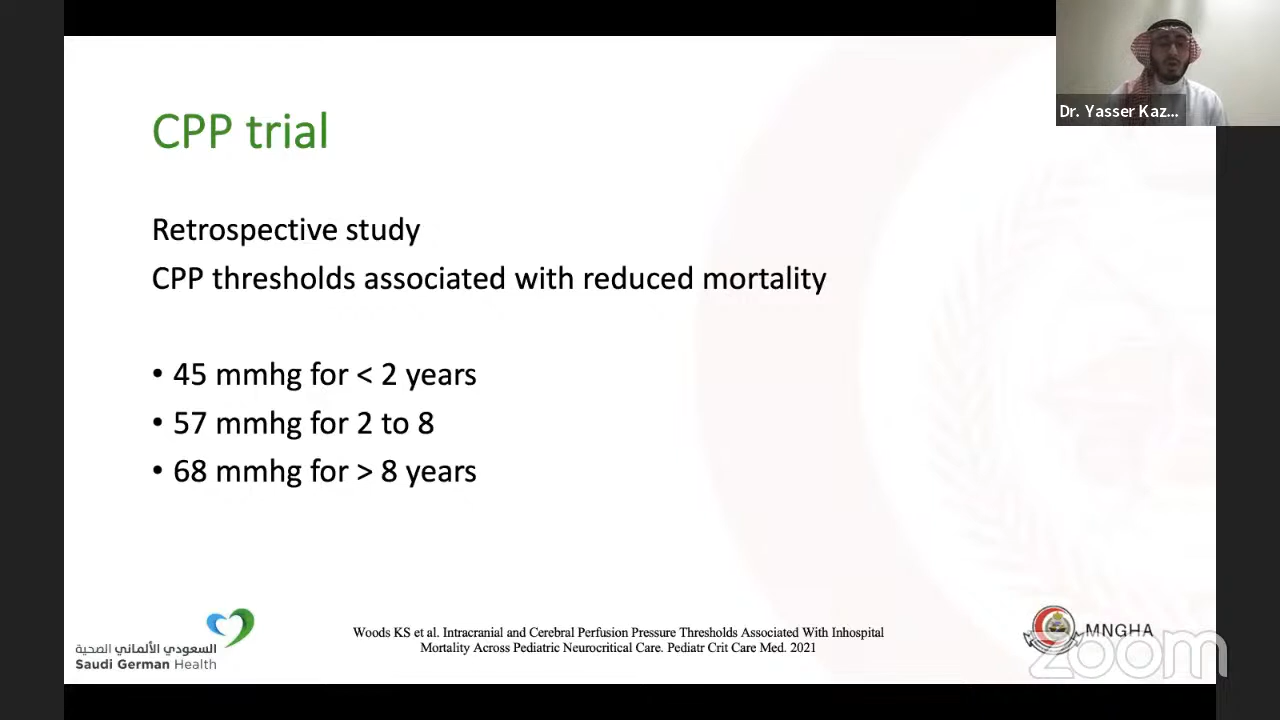 Dr. Yasser Kaz...
CPP trial
Retrospective study
CPP thresholds associated with reduced mortality
• 45 mmhg for < 2 years
• 57 mmhg for 2 to 8
• 68 mmhg for > 8 years
السعودي الألماني الصحية
Saudi German Health
Woods KS et al. Intracranial and Cerebral Perfusion Pressure Thresholds Associated With Inhospital
Mortality Across Pediatric Neurocritical Care. Pediatr Crit Care Med. 2021
MNGHA
zoom